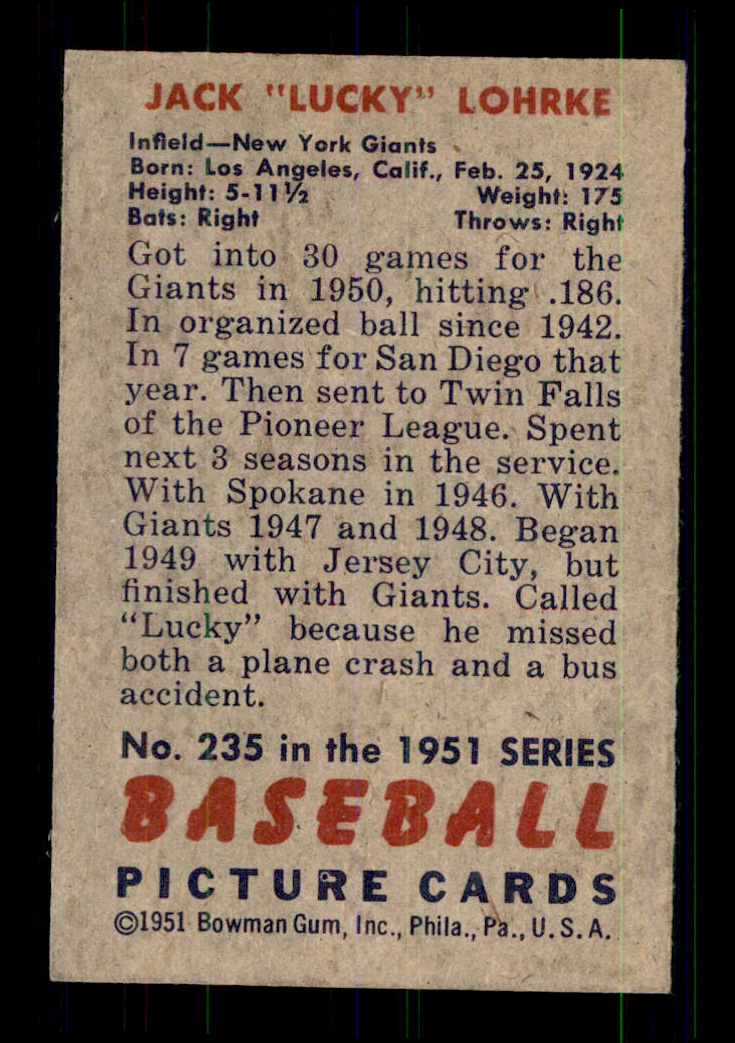 JACK "LUCKY" LOHRKE
Infield—New York Giants
Born: Los Angeles, Calif., Feb. 25, 1924
Height: 5-11½ Weight: 175
Bats: Right Throws: Right
Got into 30 games for the
Giants in 1950, hitting .186.
In organized ball since 1942.
In 7 games for San Diego that
year. Then sent to Twin Falls
of the Pioneer League. Spent
next 3 seasons in the service.
With Spokane in 1946. With
Giants 1947 and 1948. Began
1949 with Jersey City, but
finished with Giants. Called
“Lucky” because he missed
both a plane crash and a bus
accident.
No. 235 in the 1951 SERIES
BASEBALL
PICTURE CARDS
©1951 Bowman Gum, Inc., Phila., Pa., U. S. A.